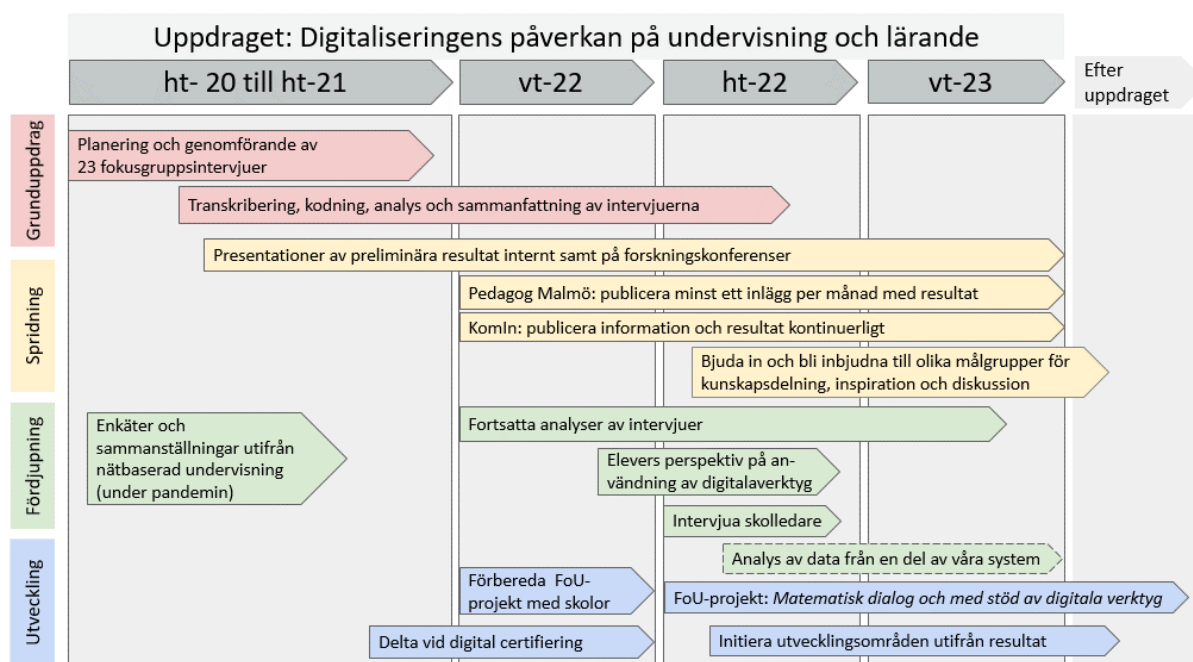 Uppdraget: Digitaliseringens påverkan på undervisning och lärande
ht- 20 till ht-21
vt-22
ht-22
vt-23
Efter
uppdraget
Grunduppdrag
Planering och genomförande av
23 fokusgruppsintervjuer
Transkribering, kodning, analys och sammanfattning av intervjuerna
Spridning
Presentationer av preliminära resultat internt samt på forskningskonferenser
Pedagog Malmö: publicera minst ett inlägg per månad med resultat
KomIn: publicera information och resultat kontinuerligt
Bjuda in och bli inbjudna till olika målgrupper för
kunskapsdelning, inspiration och diskussion
Fördjupning
Enkäter och
sammanställningar utifrån
nätbaserad undervisning
(under pandemin)
Fortsatta analyser av intervjuer
Elevers perspektiv på an-
vändning av digitalaverktyg
Intervjua skolledare
Analys av data från en del av våra system
Utveckling
Förbereda FoU-
projekt med skolor
FoU-projekt: Matematisk dialog och med stöd av digitala verktyg
Delta vid digital certifiering
Initiera utvecklingsområden utifrån resultat